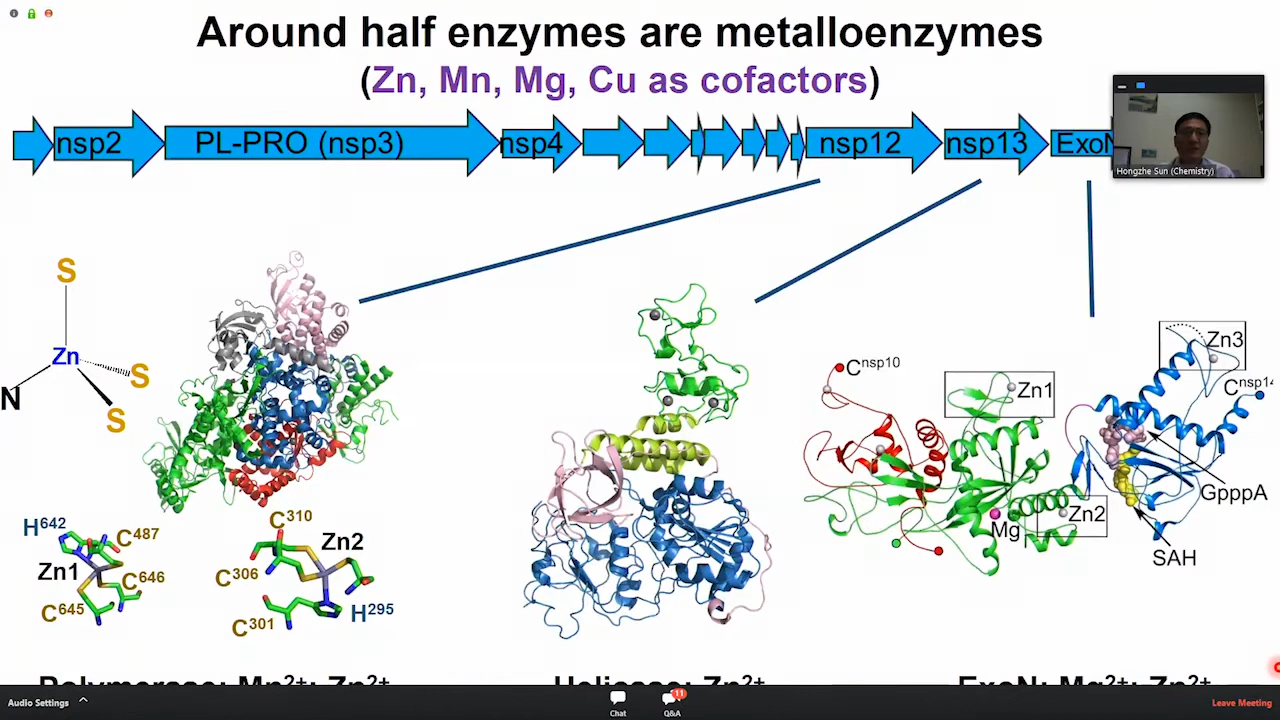 Around half enzymes are metalloenzymes
(Zn, Mn, Mg, Cu as cofactors)
nsp2
PL-PRO (nsp3)
nsp4
nsp12
nsp13
ExoN
Hongzhe Sun (Chemistry)
S
Zn
S
N
S
H642
C487
Zn1
C646
C645
C310
Zn2
C306
C301
H295
Cnsp10
Zn1
Zn3
Cnsp14
GpppA
Mg
Zn2
SAH
Polymerase: Mn2+; Zn2+
Helicase: Zn2+
ExoN: Mg2+; Zn2+
Audio Settings
Chat
11
Q&A
Leave Meeting